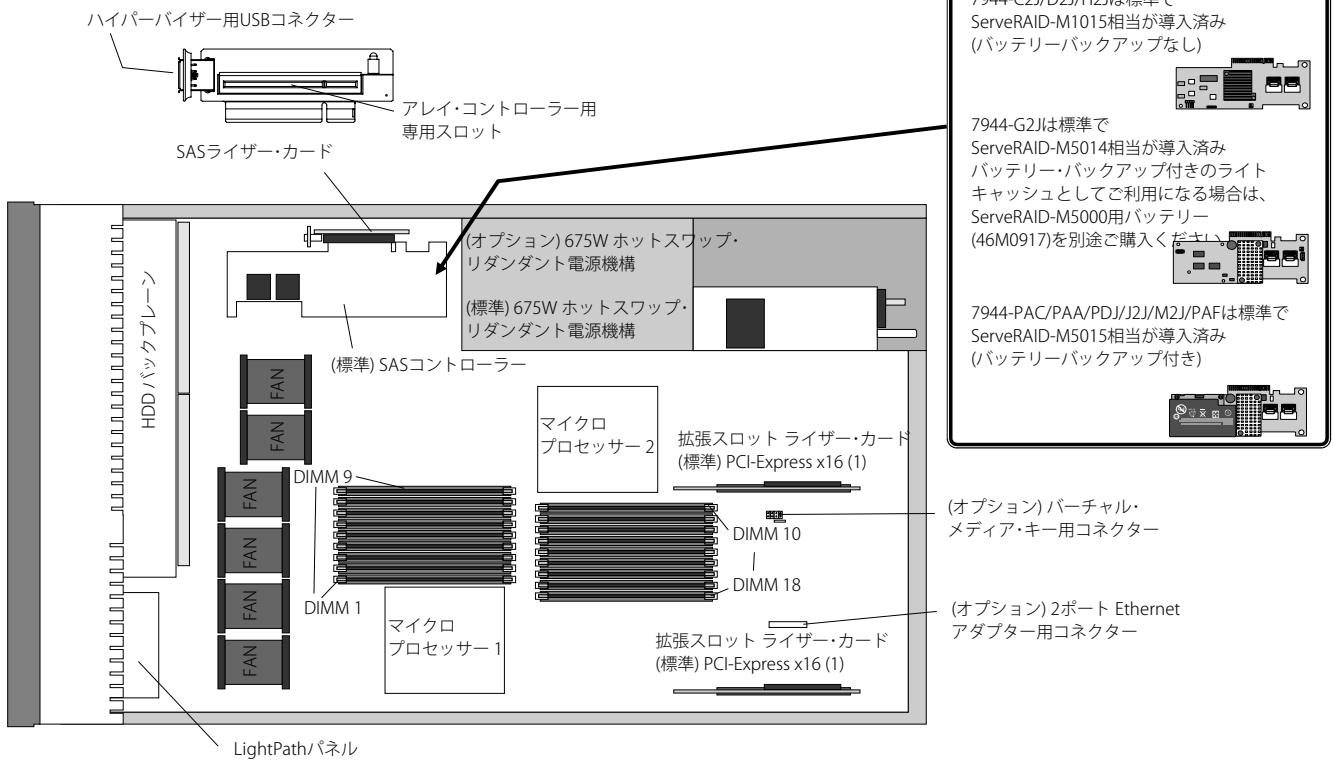 ハイパーバイザー用USBコネクター
アレイ・コントローラー用
専用スロット
SASライザー・カード
7944-C2J/D2J/H2Jは標準で
ServeRAID-M1015相当が導入済み
(バッテリーバックアップなし)
7944-G2Jは標準で
ServeRAID-M5014相当が導入済み
バッテリー・バックアップ付きのライト
キャッシュとしてご利用になる場合は、
ServeRAID-M5000用バッテリー
(46M0917)を別途ご購入ください
7944-PAC/PAA/PDJ/J2J/M2J/PAFは標準で
ServeRAID-M5015相当が導入済み
(バッテリーバックアップ付き)
(オプション) 675W ホットスワップ・
リダンダント電源機構
(標準) 675W ホットスワップ・
リダンダント電源機構
(標準) SASコントローラー
HDD バックプレーン
FAN
FAN
FAN
FAN
FAN
FAN
マイクロ
プロセッサー 2
拡張スロット ライザー・カード
(標準) PCI-Express x16 (1)
DIMM 9
DIMM 1
DIMM 10
DIMM 18
(オプション) バーチャル・
メディア・キー用コネクター
マイクロ
プロセッサー 1
(オプション) 2ポート Ethernet
アダプター用コネクター
拡張スロット ライザー・カード
(標準) PCI-Express x16 (1)
LightPathパネル